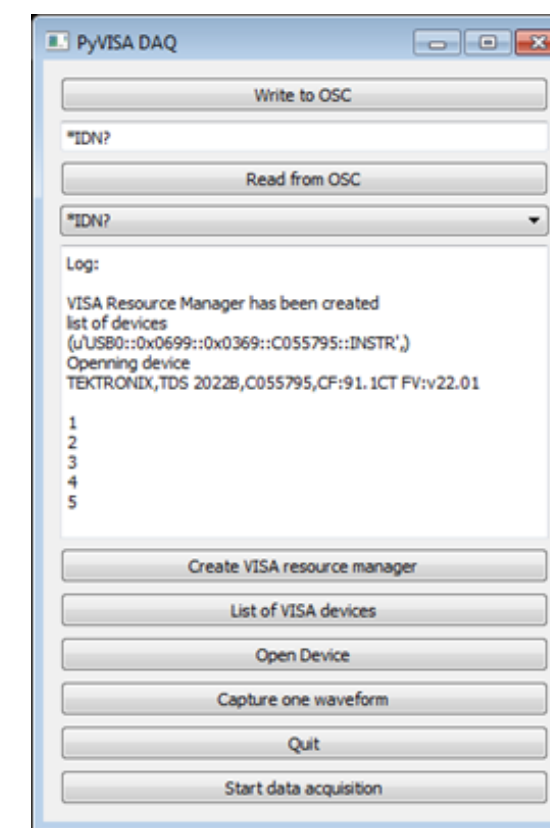 PyVISA DAQ
Write to OSC
*IDN?
Read from OSC
*IDN?
Log:
VISA Resource Manager has been created
list of devices
(u'USB0::0x0699::0x0369::C055795::INSTR',)
Openning device
TEKTRONIX,TDS 2022B,C055795,CF:91.1CT FV:v22.01
1
2
3
4
5
Create VISA resource manager
List of VISA devices
Open Device
Capture one waveform
Quit
Start data acquisition